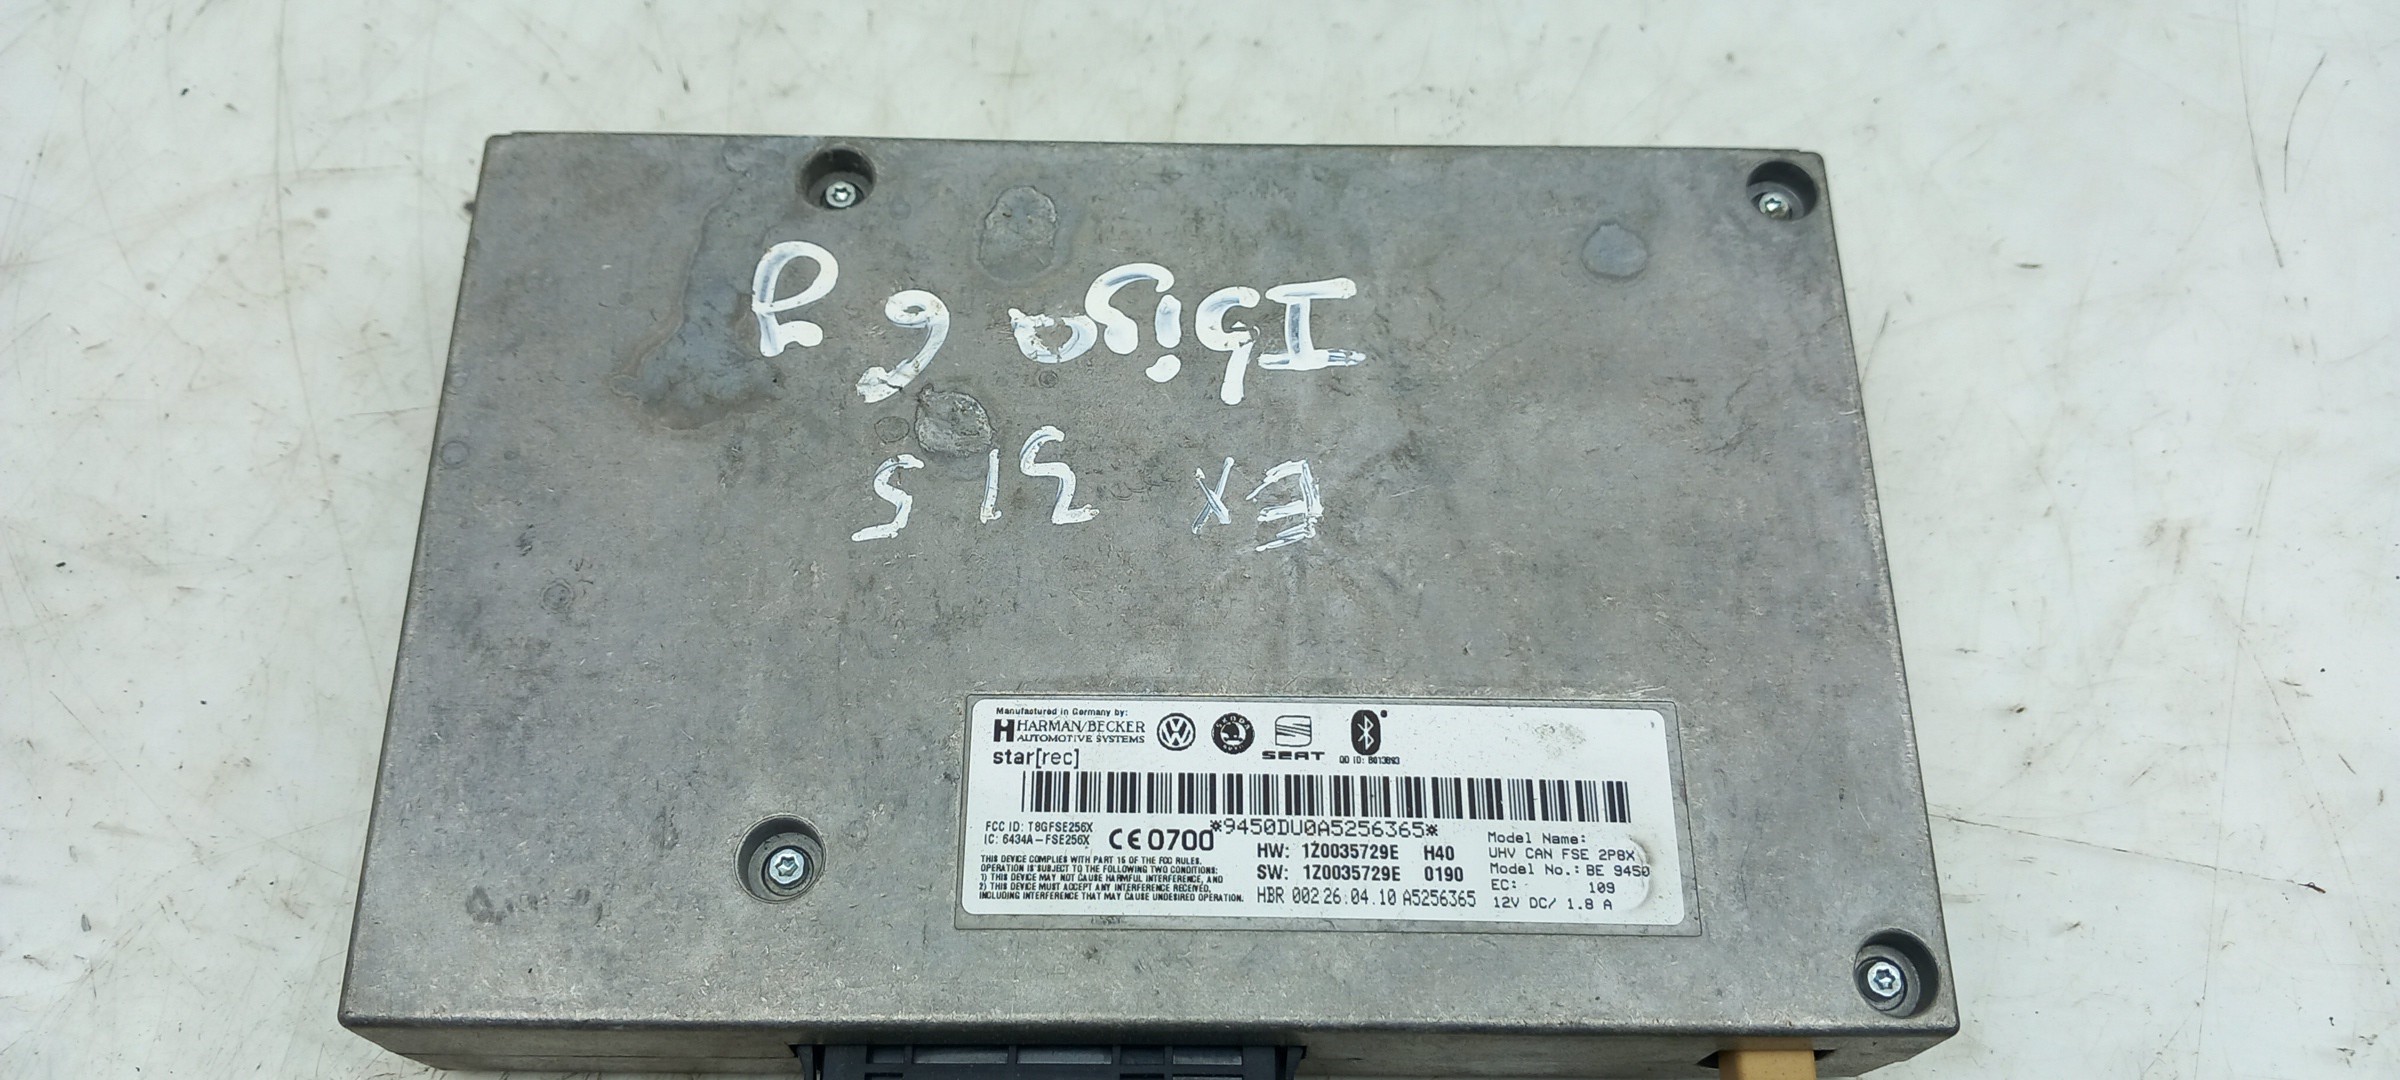 EX 315
Ibiza 6J
Manufactured in Germany by:
HARMAN/BECKER
AUTOMOTIVE SYSTEMS
star[rec]
SKODA
AUTO
SEAT
QD ID: B013893
*9450DU0A5256365*
FCC ID: T8GFSE256X
IC: 6434A-FSE256X
CE 0700
THIS DEVICE COMPLIES WITH PART 15 OF THE FCC RULES.
OPERATION IS SUBJECT TO THE FOLLOWING TWO CONDITIONS:
1) THIS DEVICE MAY NOT CAUSE HARMFUL INTERFERENCE, AND
2) THIS DEVICE MUST ACCEPT ANY INTERFERENCE RECEIVED,
INCLUDING INTERFERENCE THAT MAY CAUSE UNDESIRED OPERATION.
HW: 1Z0035729E H40
SW: 1Z0035729E 0190
HBR 002 26.04.10 A5256365
Model Name:
UHV CAN FSE 2P8X
Model No.: BE 9450
EC: 109
12V DC/ 1.8 A